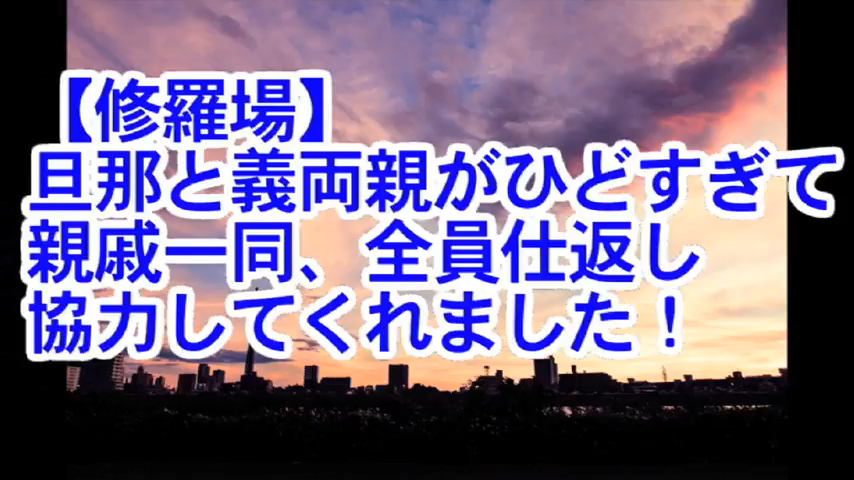 【修羅場】
旦那と義両親がひどすぎて
親戚一同、全員仕返し
協力してくれました！